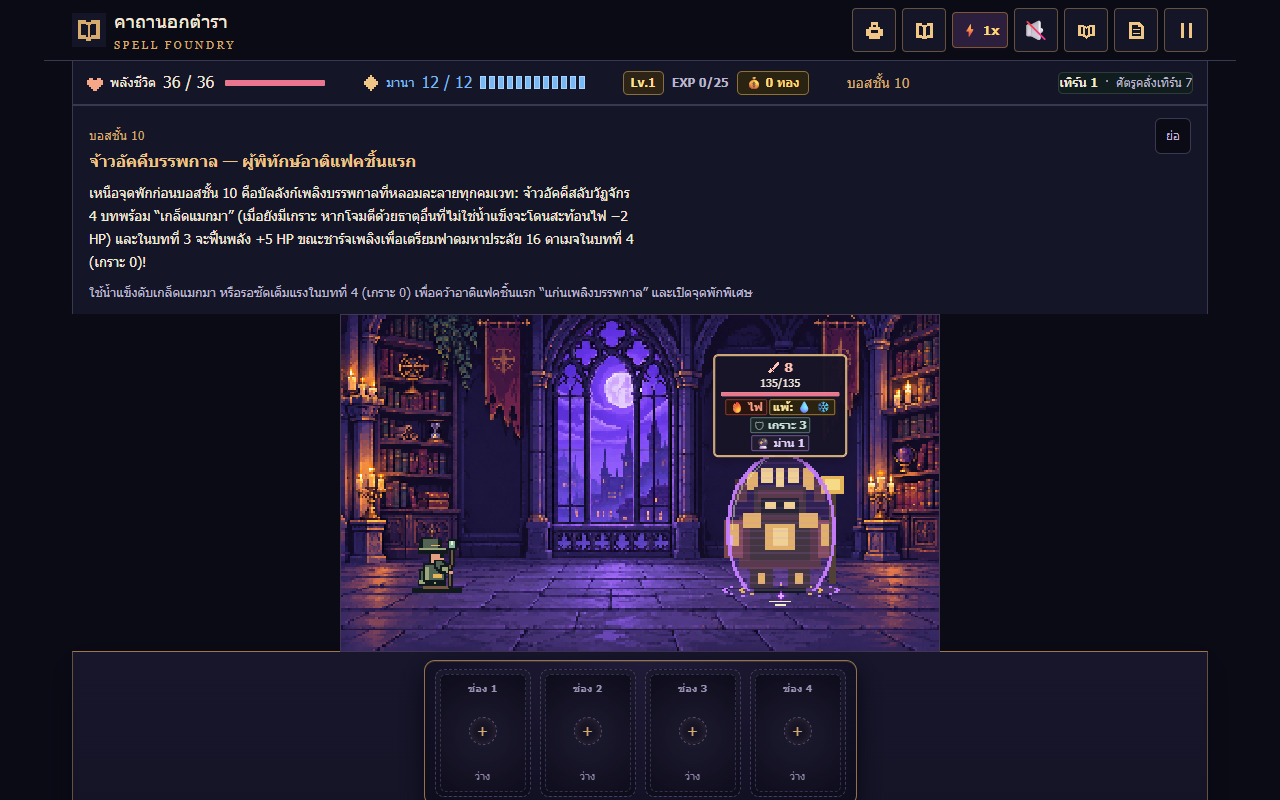 คาถานอกตำรา
SPELL FOUNDRY
1x
พลังชีวิต 36 / 36
มานา 12 / 12
Lv.1 EXP 0/25 0 ทอง
บอสชั้น 10
เทิร์น 1 · ศัตรูคลั่งเทิร์น 7
บอสชั้น 10
ย่อ
จ้าวอัคคีบรรพกาล — ผู้พิทักษ์อาติแฟคชิ้นแรก
เหนือจุดพักก่อนบอสชั้น 10 คือบัลลังก์เพลิงบรรพกาลที่หลอมละลายทุกคมเวท: จ้าวอัคคีสลับวัฏจักร
4 บทพร้อม “เกล็ดแมกมา” (เมื่อยังมีเกราะ หากโจมตีด้วยธาตุอื่นที่ไม่ใช่น้ำแข็งจะโดนสะท้อนไฟ −2
HP) และในบทที่ 3 จะฟื้นพลัง +5 HP ขณะชาร์จเพลิงเพื่อเตรียมฟาดมหาประลัย 16 ดาเมจในบทที่ 4
(เกราะ 0)!
ใช้น้ำแข็งดับเกล็ดแมกมา หรือรอซัดเต็มแรงในบทที่ 4 (เกราะ 0) เพื่อคว้าอาติแฟคชิ้นแรก “แก่นเพลิงบรรพกาล” และเปิดจุดพักพิเศษ
8
135/135
ไฟ แพ้:
เกราะ 3
ม่าน 1
ช่อง 1 ช่อง 2 ช่อง 3 ช่อง 4
+ + + +
ว่าง ว่าง ว่าง ว่าง